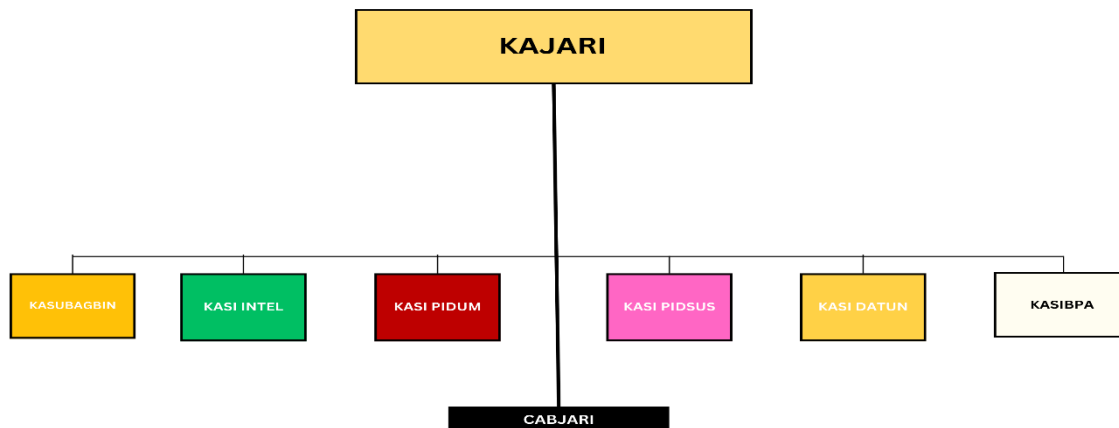 KAJARI
KASUBAGBIN
KASI INTEL
KASI PIDUM
KASI PIDSUS
KASI DATUN
KASIBPA
CABJARI